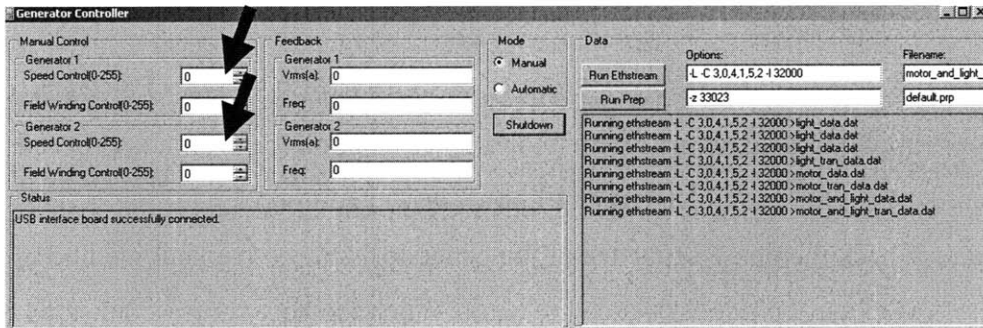 Generator Controller
Manual Control
Generator 1
Speed Control(0-255):
0
Field Winding Control(0-255):
0
Generator 2
Speed Control(0-255):
0
Field Winding Control(0-255):
0
Feedback
Generator 1
Vrms(a): 0
Freq: 0
Generator 2
Vrms(a): 0
Freq: 0
Mode
Manual
Automatic
Shutdown
Data
Options:
Filename:
Run Ethstream
-L -C 3,0,4,1,5,2 -I 32000
motor_and_light_
Run Prep
-z 33023
default.prp
Running ethstream -L -C 3,0,4,1,5,2 -I 32000 >light_data.dat
Running ethstream -L -C 3,0,4,1,5,2 -I 32000 >light_data.dat
Running ethstream -L -C 3,0,4,1,5,2 -I 32000 >light_data.dat
Running ethstream -L -C 3,0,4,1,5,2 -I 32000 >light_tran_data.dat
Running ethstream -L -C 3,0,4,1,5,2 -I 32000 >motor_data.dat
Running ethstream -L -C 3,0,4,1,5,2 -I 32000 >motor_tran_data.dat
Running ethstream -L -C 3,0,4,1,5,2 -I 32000 >motor_and_light_data.dat
Running ethstream -L -C 3,0,4,1,5,2 -I 32000 >motor_and_light_tran_data.dat
Status
USB interface board successfully connected.